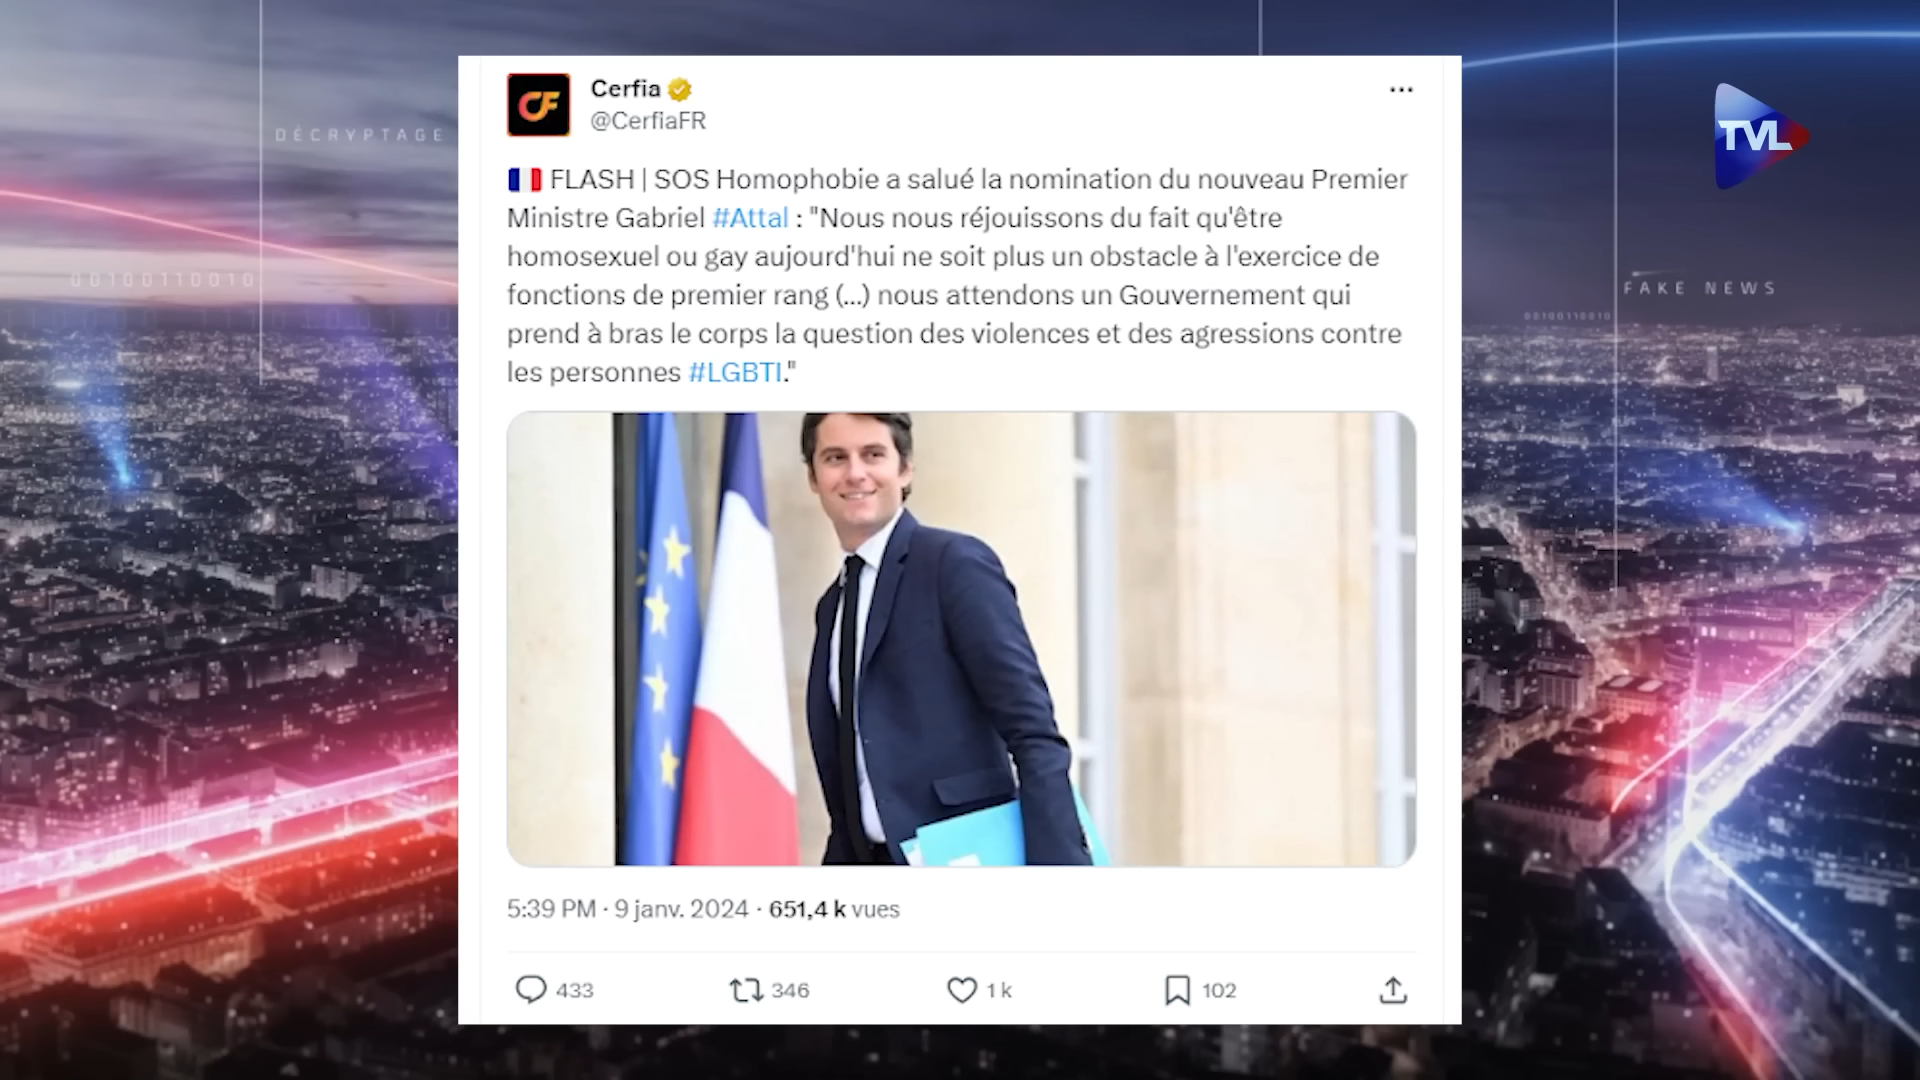 Cerfia
@CerfiaFR
FLASH | SOS Homophobie a salué la nomination du nouveau Premier
Ministre Gabriel #Attal : "Nous nous réjouissons du fait qu'être
homosexuel ou gay aujourd'hui ne soit plus un obstacle à l'exercice de
fonctions de premier rang (...) nous attendons un Gouvernement qui
prend à bras le corps la question des violences et des agressions contre
les personnes #LGBTI."
5:39 PM · 9 janv. 2024 · 651,4 k vues
433 346 1 k 102
DÉCRYPTAGE
00100110010
TVL
FAKE NEWS
00100110010